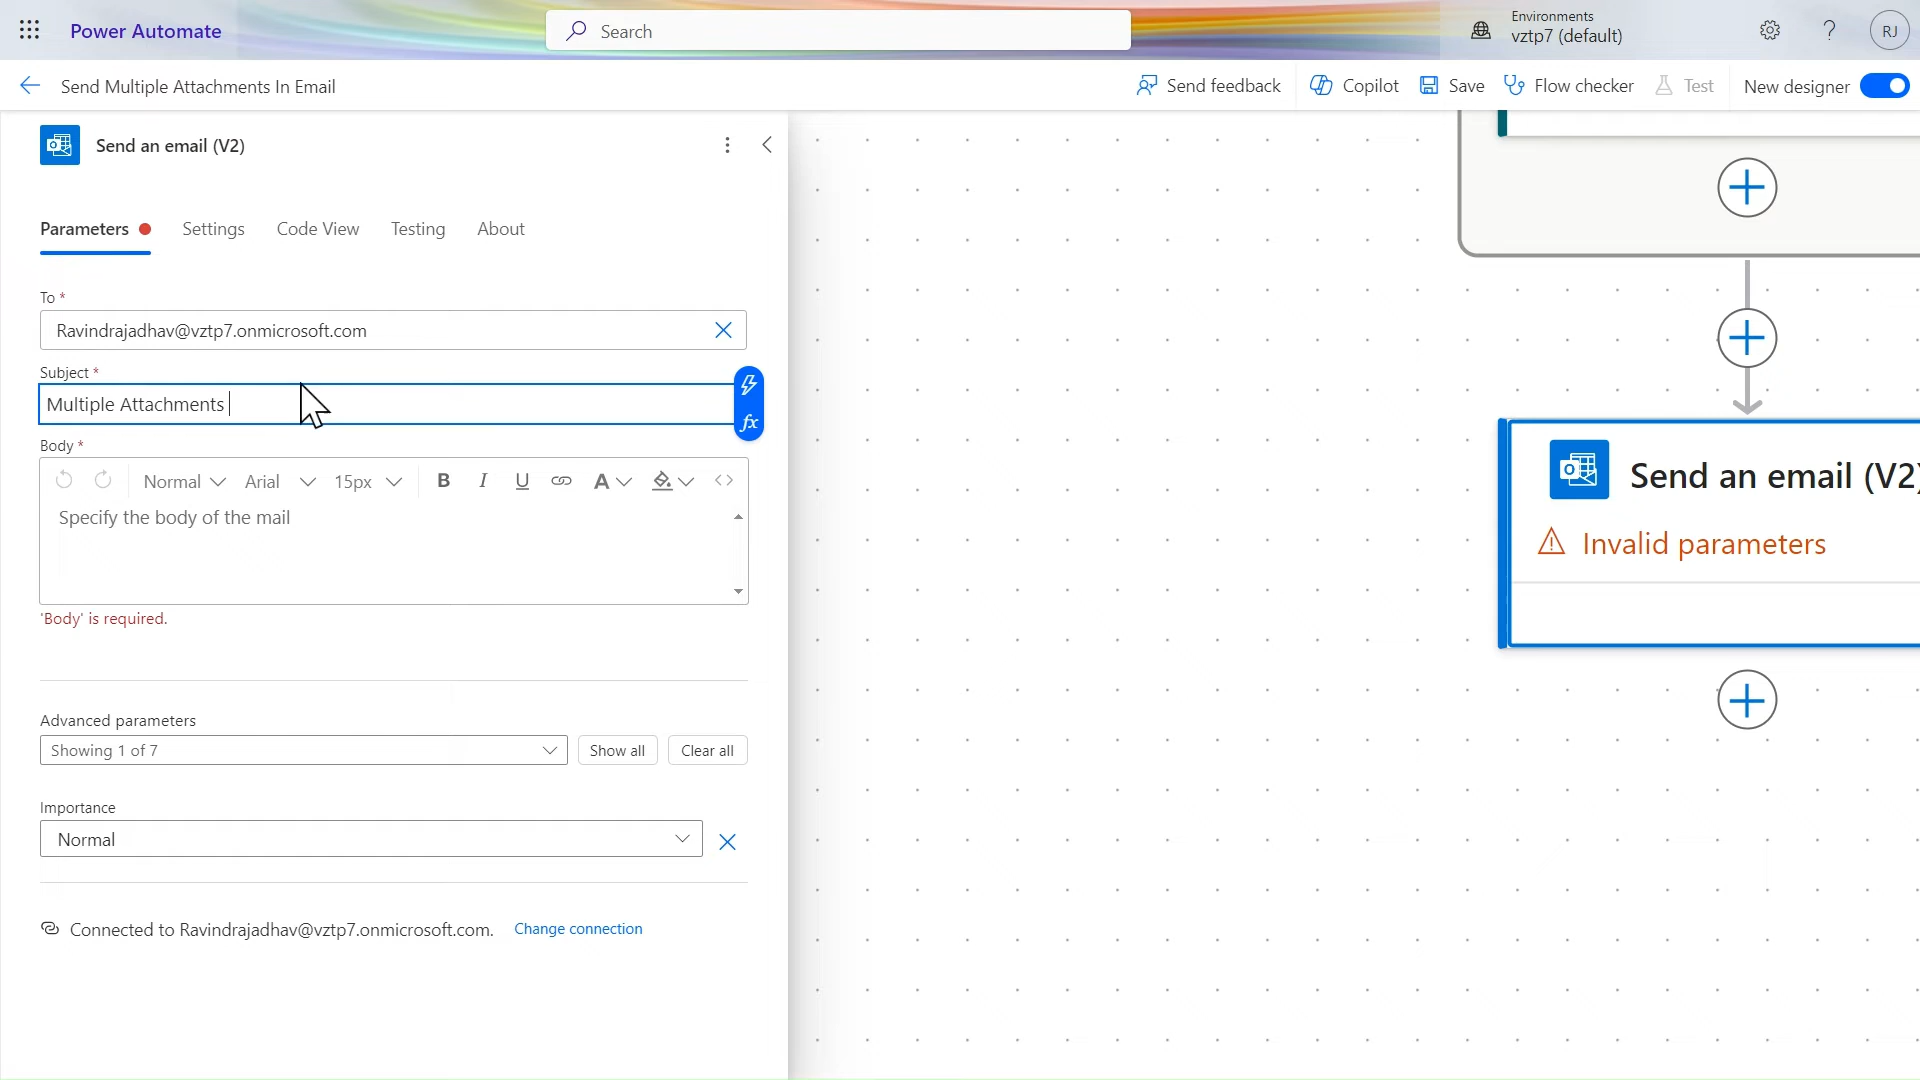 Power Automate
Search
Environments
vztp7 (default)
RJ
Send Multiple Attachments In Email
Send feedback
Copilot
Save
Flow checker
Test
New designer
Send an email (V2)
Parameters
Settings
Code View
Testing
About
To *
Ravindrajadhav@vztp7.onmicrosoft.com
Subject *
Multiple Attachments
fx
Body *
Normal
Arial
15px
B
I
U
A
Specify the body of the mail
'Body' is required.
Advanced parameters
Showing 1 of 7
Show all
Clear all
Importance
Normal
Connected to Ravindrajadhav@vztp7.onmicrosoft.com.
Change connection
Send an email (V2)
Invalid parameters